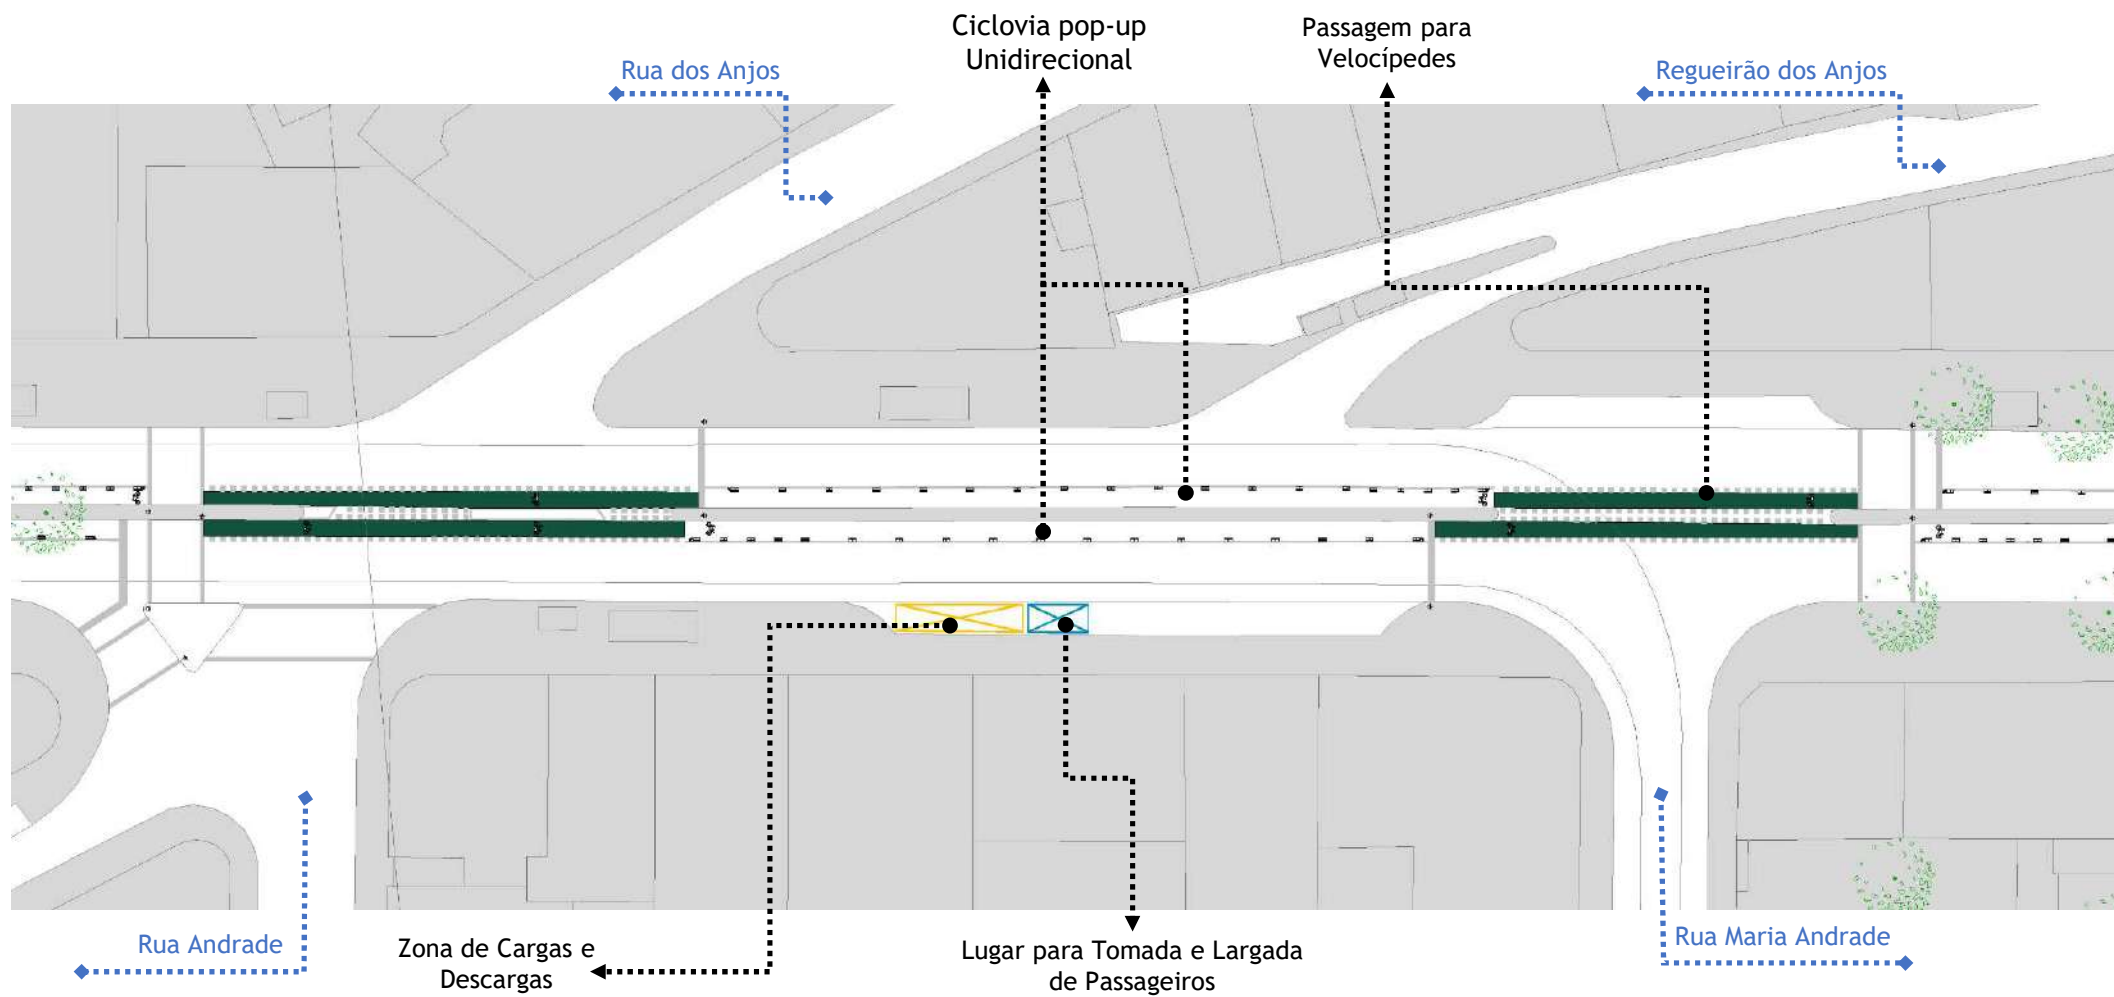 Ciclovia pop-up
Unidirecional
Passagem para
Velocípedes
Rua dos Anjos
Regueirão dos Anjos
Rua Andrade
Zona de Cargas e
Descargas
Lugar para Tomada e Largada
de Passageiros
Rua Maria Andrade